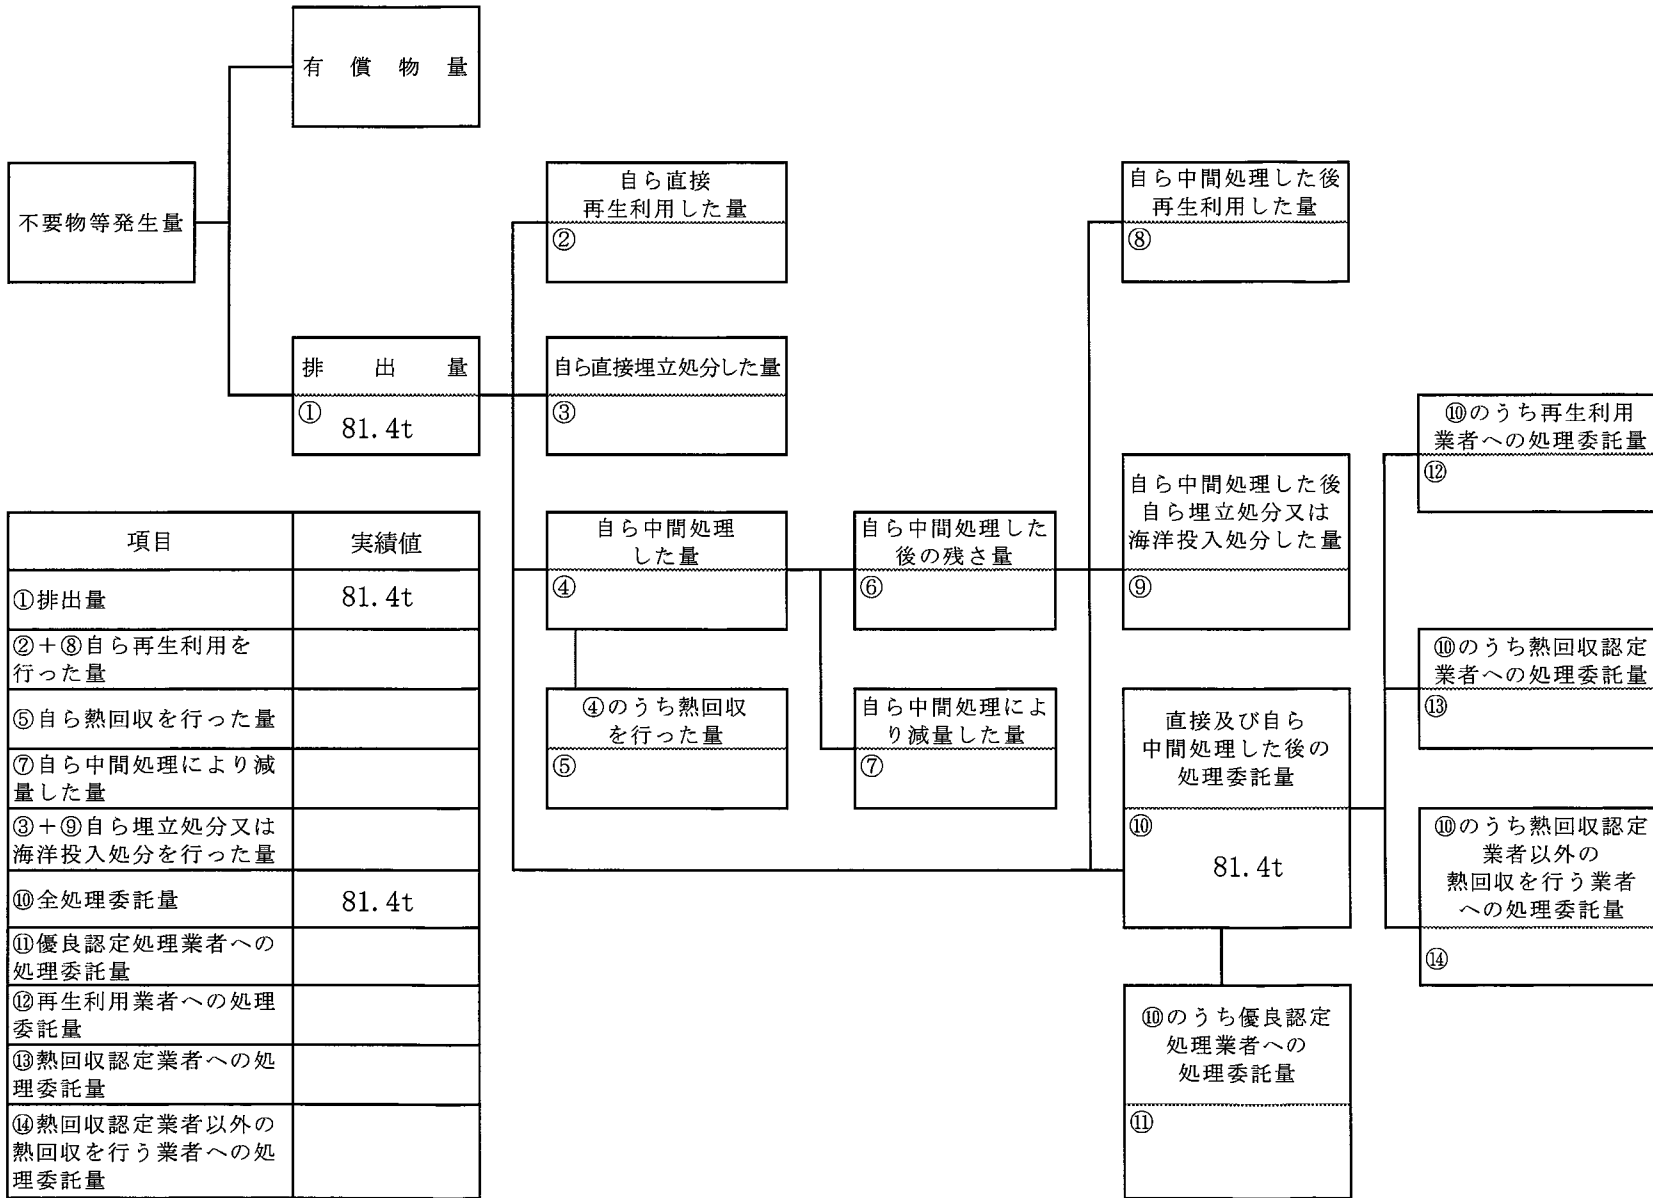 有償物量
不要物等発生量
排出量
①
81.4t
自ら直接
再生利用した量
②
自ら直接埋立処分した量
③
自ら中間処理
した量
④
④のうち熱回収
を行った量
⑤
自ら中間処理した
後の残さ量
⑥
自ら中間処理によ
り減量した量
⑦
自ら中間処理した後
再生利用した量
⑧
自ら中間処理した後
自ら埋立処分又は
海洋投入処分した量
⑨
直接及び自ら
中間処理した後の
処理委託量
⑩
81.4t
⑩のうち優良認定
処理業者への
処理委託量
⑪
⑩のうち再生利用
業者への処理委託量
⑫
⑩のうち熱回収認定
業者への処理委託量
⑬
⑩のうち熱回収認定
業者以外の
熱回収を行う業者
への処理委託量
⑭
項目 実績値
①排出量 81.4t
②+⑧自ら再生利用を
行った量
⑤自ら熱回収を行った量
⑦自ら中間処理により減
量した量
③+⑨自ら埋立処分又は
海洋投入処分を行った量
⑩全処理委託量 81.4t
⑪優良認定処理業者への
処理委託量
⑫再生利用業者への処理
委託量
⑬熱回収認定業者への処
理委託量
⑭熱回収認定業者以外の
熱回収を行う業者への処
理委託量